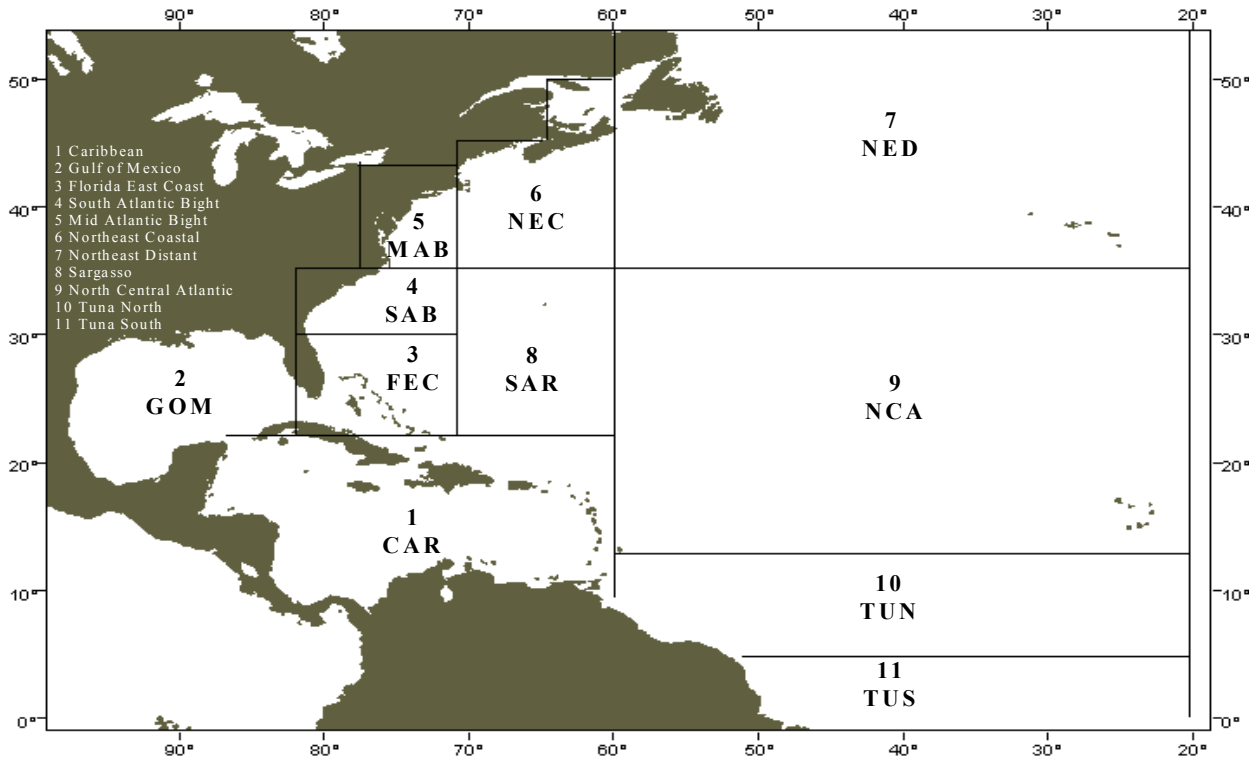 90° 80° 70° 60° 50° 40° 30° 20°
50° 50°
7
NED
1 Caribbean
2 Gulf of Mexico
3 Florida East Coast
4 South Atlantic Bight
5 Mid Atlantic Bight
6 Northeast Coastal
7 Northeast Distant
8 Sargasso
9 North Central Atlantic
10 Tuna North
11 Tuna South
6
NEC
40° 40°
5
MAB
4
SAB
30° 30°
3
FEC
8
SAR
2
GOM
9
NCA
20° 20°
1
CAR
10° 10°
10
TUN
11
TUS
0° 0°
90° 80° 70° 60° 50° 40° 30° 20°